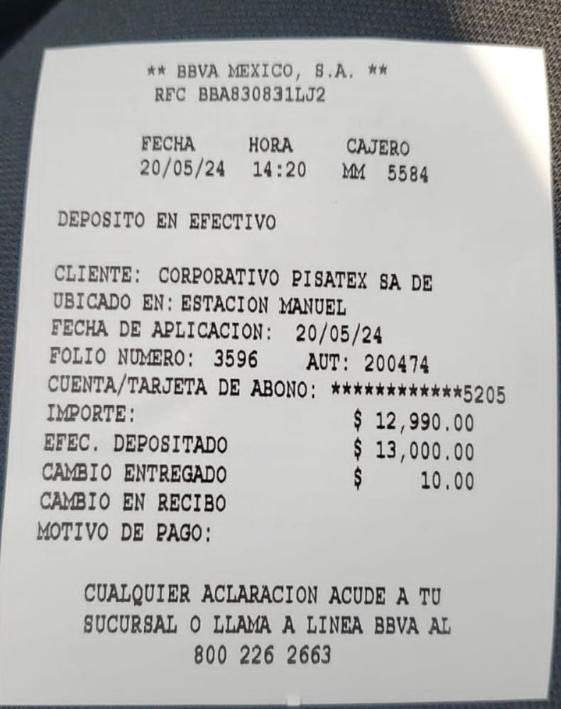 ** BBVA MEXICO, S.A. **
RFC BBA830831LJ2
FECHA HORA CAJERO
20/05/24 14:20 MM 5584
DEPOSITO EN EFECTIVO
CLIENTE: CORPORATIVO PISATEX SA DE
UBICADO EN: ESTACION MANUEL
FECHA DE APLICACION: 20/05/24
FOLIO NUMERO: 3596 AUT: 200474
CUENTA/TARJETA DE ABONO: ************5205
IMPORTE: $ 12,990.00
EFEC. DEPOSITADO $ 13,000.00
CAMBIO ENTREGADO $ 10.00
CAMBIO EN RECIBO
MOTIVO DE PAGO:
CUALQUIER ACLARACION ACUDE A TU
SUCURSAL O LLAMA A LINEA BBVA AL
800 226 2663